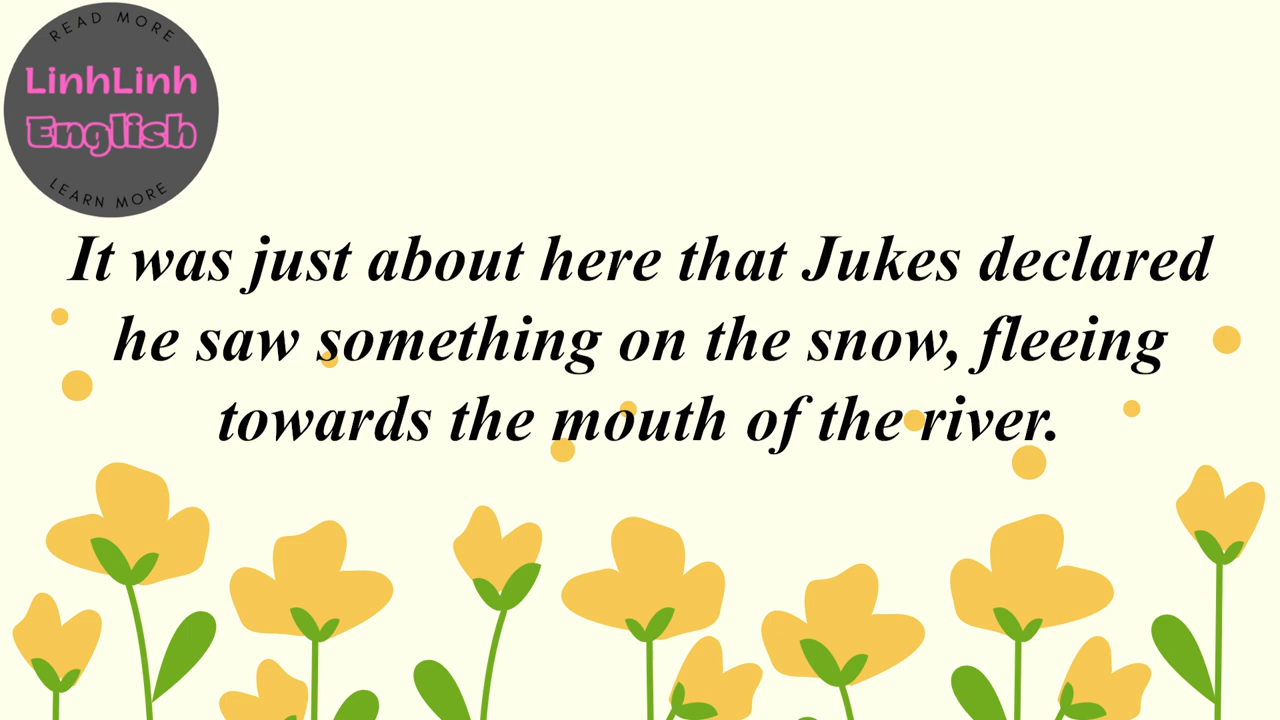 READ MORE
LinhLinh
English
LEARN MORE
It was just about here that Jukes declared
he saw something on the snow, fleeing
towards the mouth of the river.